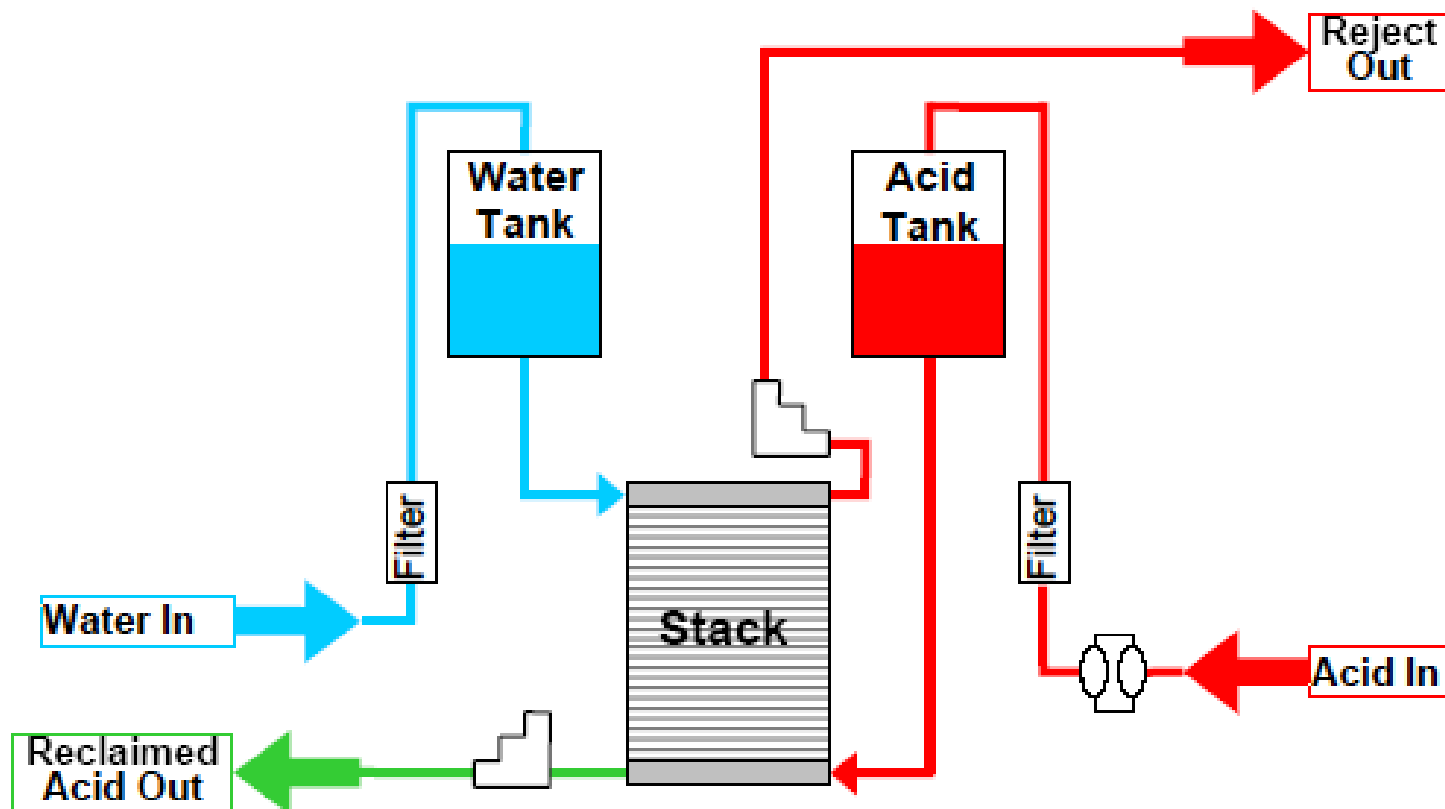 Reject
Out
Water
Tank
Acid
Tank
Filter
Filter
Water In
Stack
Acid In
Reclaimed
Acid Out